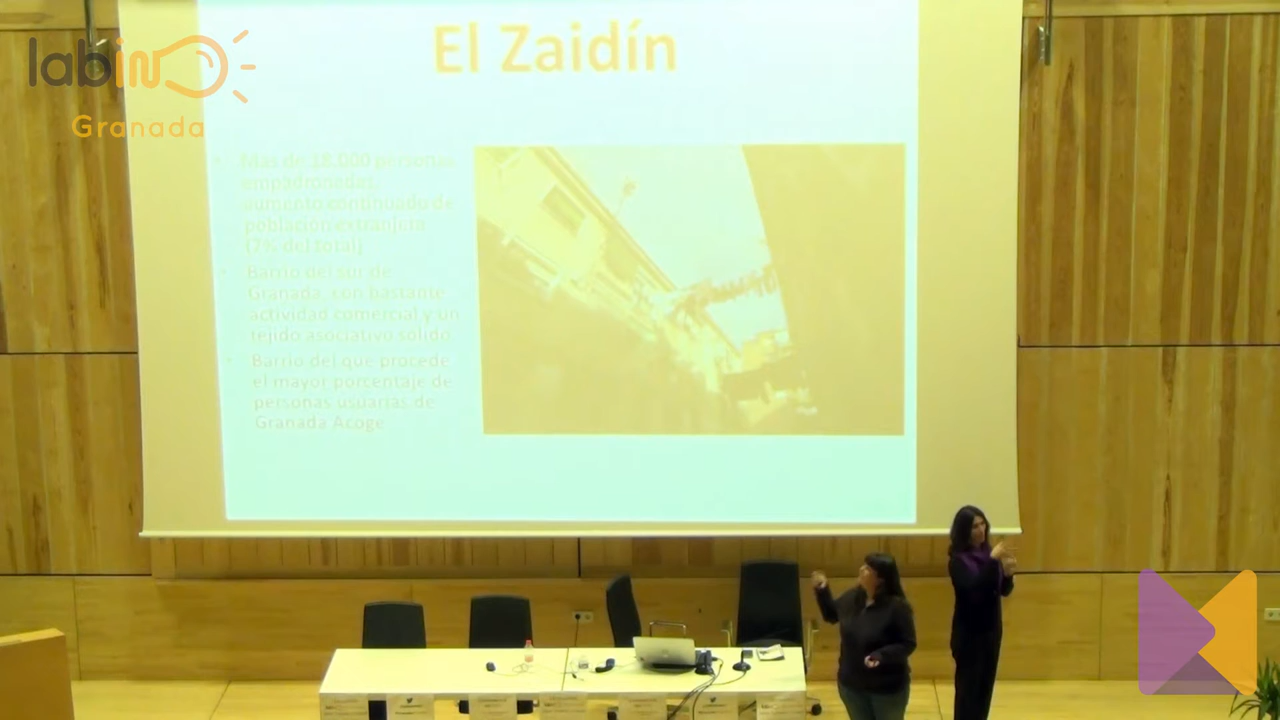 El Zaidín
labin
Granada
Mas de 18.000 personas
empadronadas,
aumento continuado de
población extranjera
(7% del total)
Barrio del sur de
Granada, con bastante
actividad comercial y un
tejido asociativo solido.
Barrio del que procede
el mayor porcentaje de
personas usuarias de
Granada Acoge